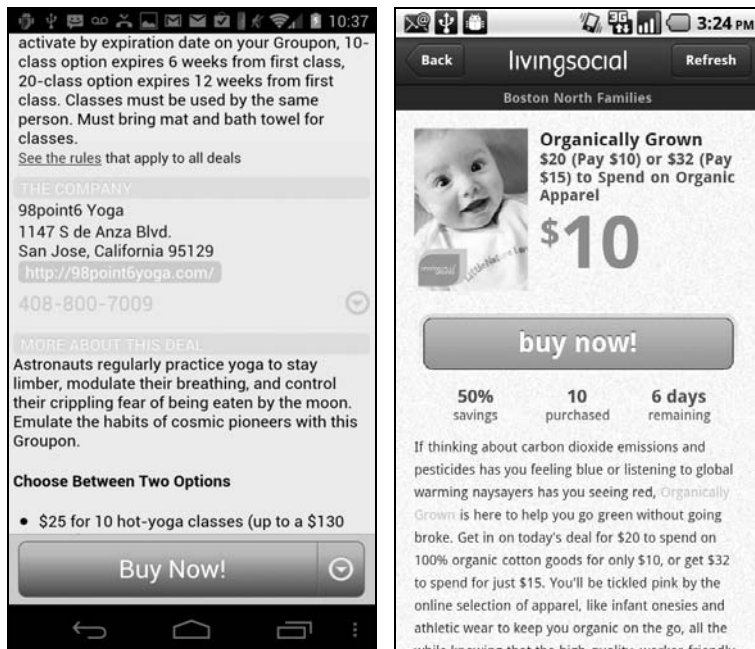 10:37
activate by expiration date on your Groupon, 10-
class option expires 6 weeks from first class,
20-class option expires 12 weeks from first
class. Classes must be used by the same
person. Must bring mat and bath towel for
classes.
See the rules that apply to all deals
THE COMPANY
98point6 Yoga
1147 S de Anza Blvd.
San Jose, California 95129
http://98point6yoga.com/
408-800-7009
MORE ABOUT THIS DEAL
Astronauts regularly practice yoga to stay
limber, modulate their breathing, and control
their crippling fear of being eaten by the moon.
Emulate the habits of cosmic pioneers with this
Groupon.
Choose Between Two Options
• $25 for 10 hot-yoga classes (up to a $130
Buy Now!
3G 3:24 PM
Back livingsocial Refresh
Boston North Families
Organically Grown
$20 (Pay $10) or $32 (Pay
$15) to Spend on Organic
Apparel
$10
buy now!
50% 10 6 days
savings purchased remaining
If thinking about carbon dioxide emissions and
pesticides has you feeling blue or listening to global
warming naysayers has you seeing red, Organically
Grown is here to help you go green without going
broke. Get in on today's deal for $20 to spend on
100% organic cotton goods for only $10, or get $32
to spend for just $15. You'll be tickled pink by the
online selection of apparel, like infant onesies and
athletic wear to keep you organic on the go, all the
while knowing that the high-quality, worker-friendly